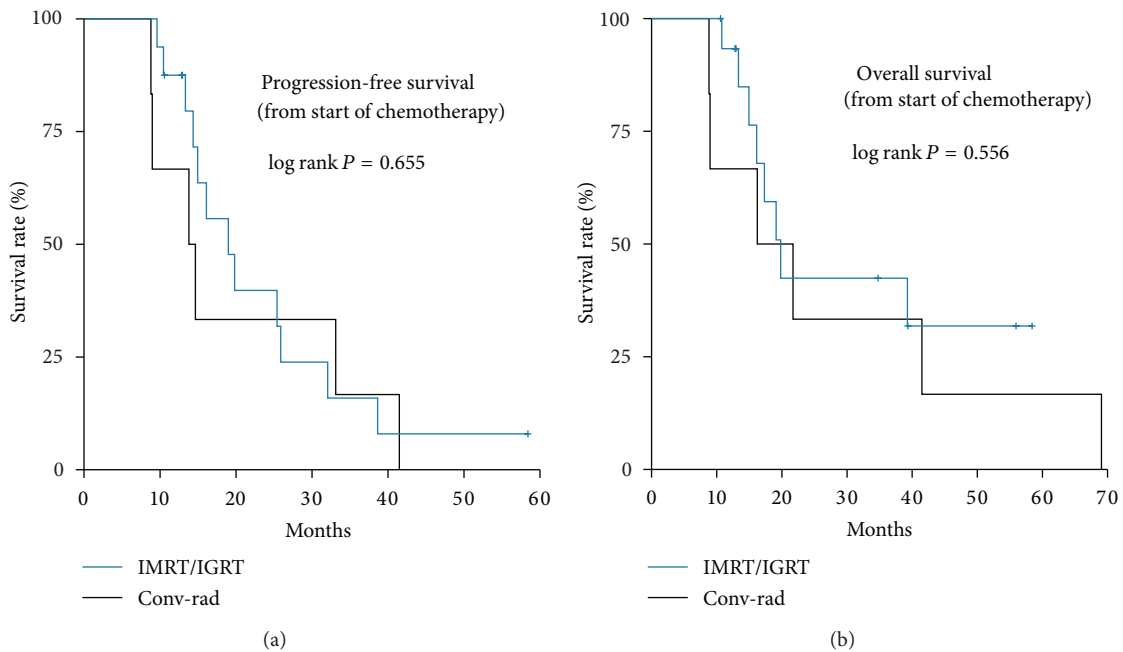 100
75
50
25
0
Survival rate (%)
Progression-free survival
(from start of chemotherapy)
log rank P = 0.655
0 10 20 30 40 50 60
Months
IMRT/IGRT
Conv-rad
(a)
100
75
50
25
0
Survival rate (%)
Overall survival
(from start of chemotherapy)
log rank P = 0.556
0 10 20 30 40 50 60 70
Months
IMRT/IGRT
Conv-rad
(b)